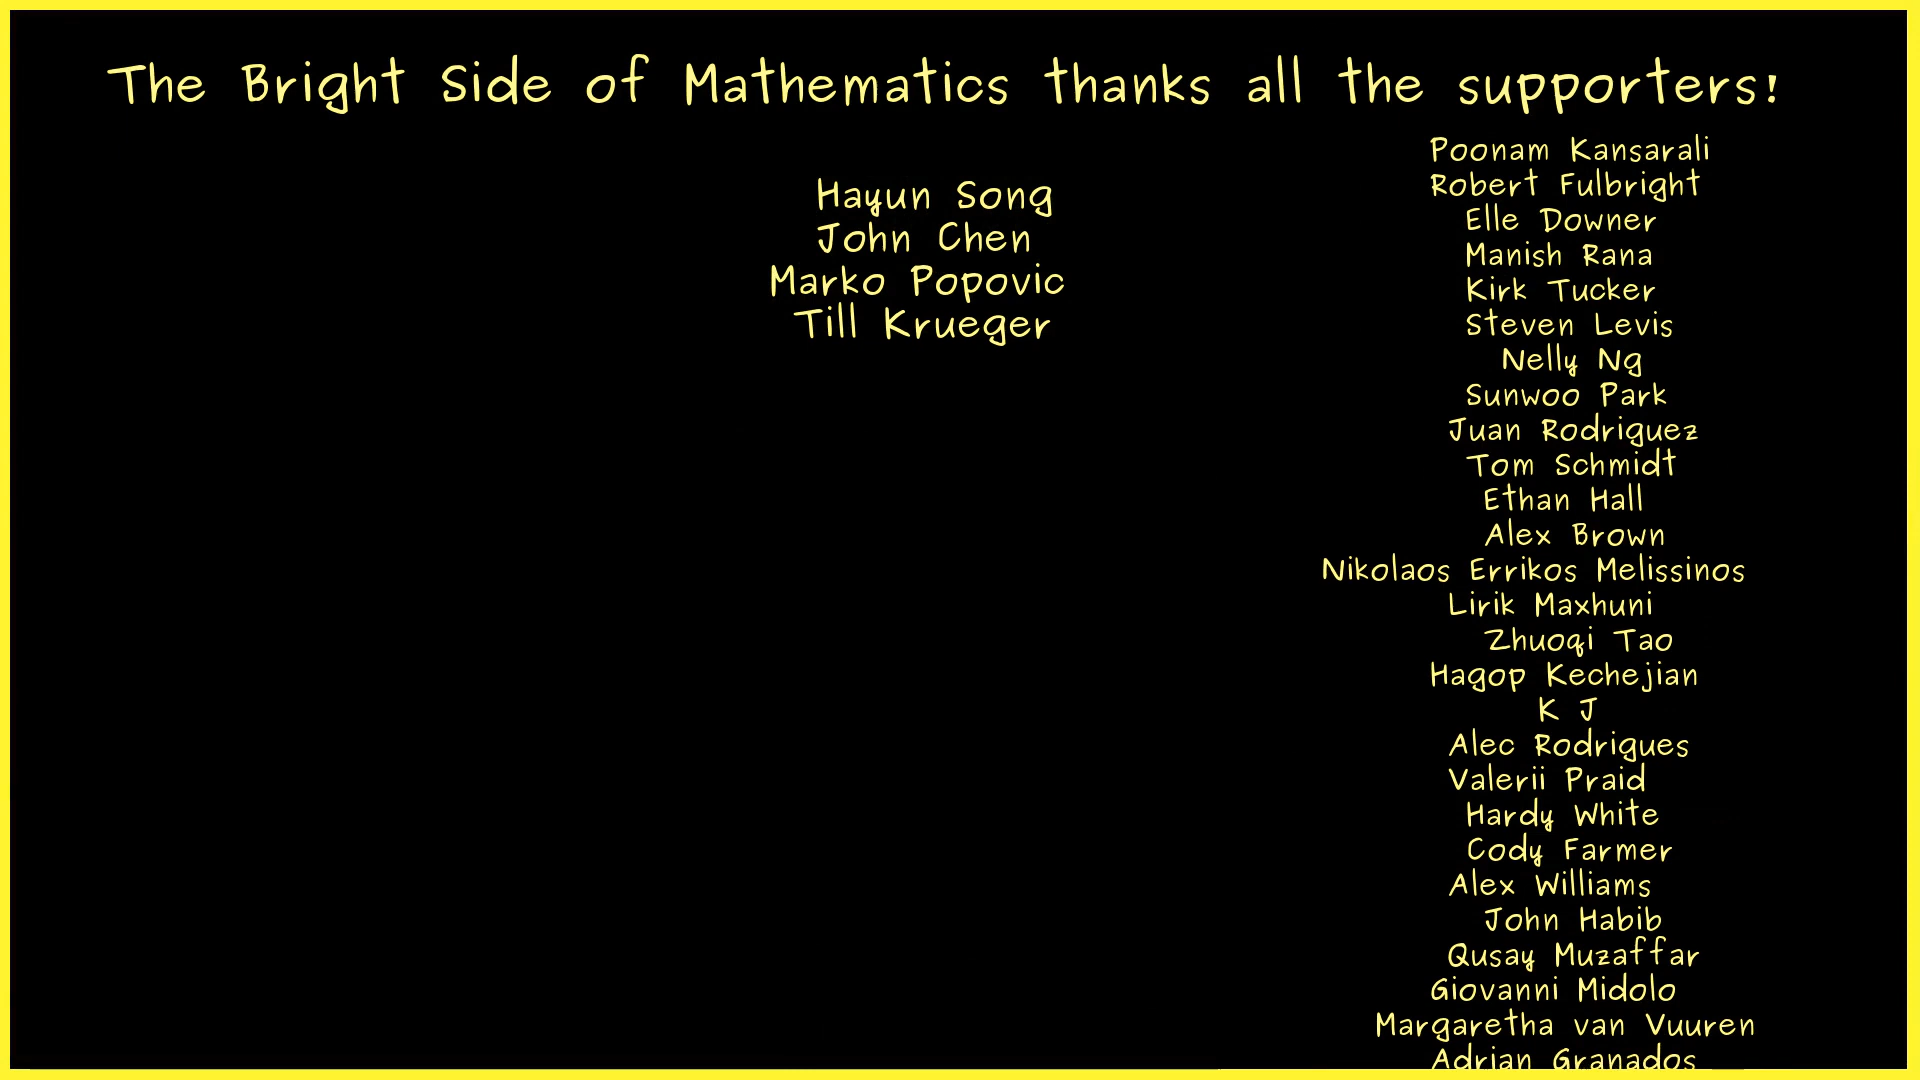 The Bright Side of Mathematics thanks all the supporters!
Hayun Song
John Chen
Marko Popovic
Till Krueger
Poonam Kansarali
Robert Fulbright
Elle Downer
Manish Rana
Kirk Tucker
Steven Levis
Nelly Ng
Sunwoo Park
Juan Rodriguez
Tom Schmidt
Ethan Hall
Alex Brown
Nikolaos Errikos Melissinos
Lirik Maxhuni
Zhuoqi Tao
Hagop Kechejian
K J
Alec Rodrigues
Valerii Praid
Hardy White
Cody Farmer
Alex Williams
John Habib
Qusay Muzaffar
Giovanni Midolo
Margaretha van Vuuren
Adrian Granados